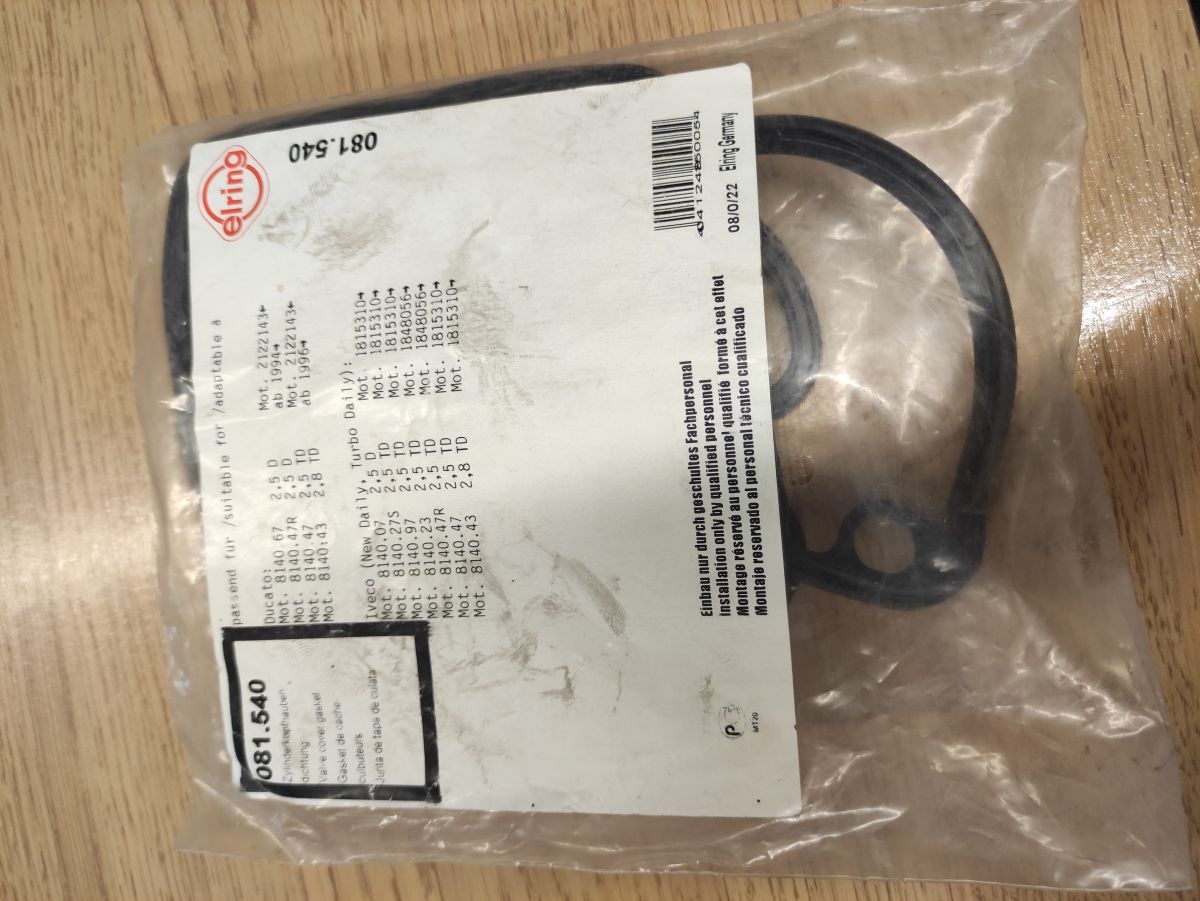 081.540
Zylinderkopfhauben
dichtung
Valve cover gasket
Gasket de cache-
culbuteurs
Junta de tapa de culata
passend für /suitable for /adaptable à
Ducato:
Mot. 8140 67 2,5 D Mot. 2122143←
Mot. 8140.47R 2,5 D ab 1994→
Mot. 8140.47 2,5 TD Mot. 2122143←
Mot. 8140.43 2,8 TD ab 1996→
Iveco (New Daily, Turbo Daily):
Mot. 8140.07 2,5 D Mot. 1815310→
Mot. 8140.27S 2,5 TD Mot. 1815310→
Mot. 8140.97 2,5 TD Mot. 1815310→
Mot. 8140.23 2,5 TD Mot. 1848056→
Mot. 8140.47R 2,5 TD Mot. 1848056→
Mot. 8140.47 2,5 TD Mot. 1815310→
Mot. 8140.43 2,8 TD Mot. 1815310→
elring
081.540
Einbau nur durch geschultes Fachpersonal
Installation only by qualified personnel
Montage réservé au personnel qualifié formé à cet effet
Montaje reservado al personal técnico cualificado
MT20
08/0/22 Elring Germany